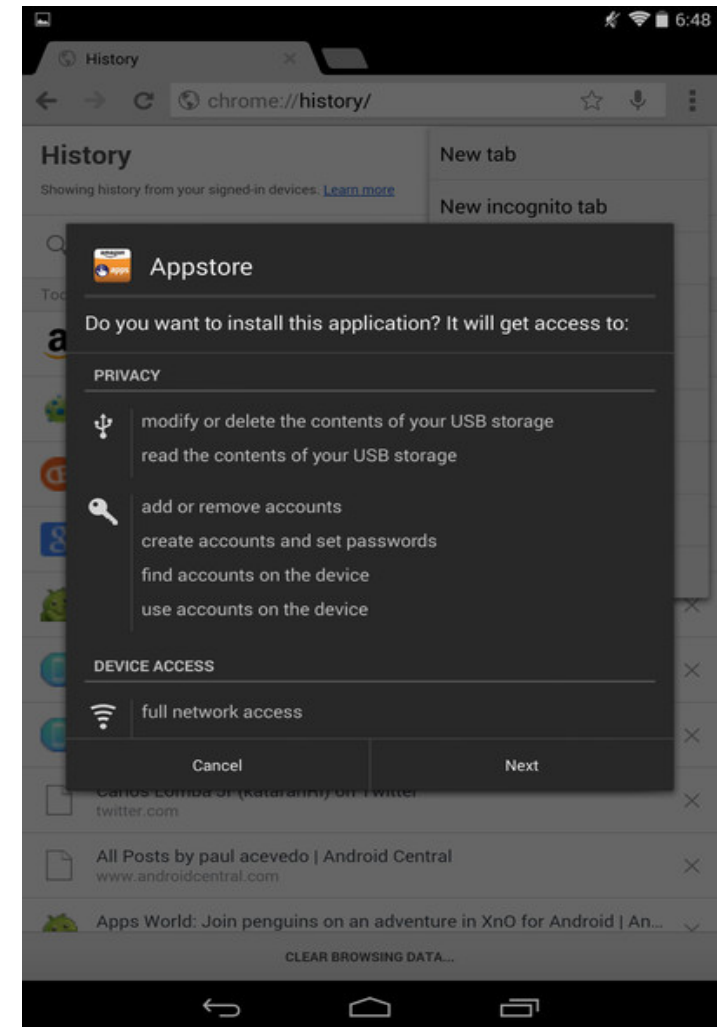 6:48
History
chrome://history/
History
Showing history from your signed-in devices. Learn more
New tab
New incognito tab
amazon
apps
Appstore
Do you want to install this application? It will get access to:
PRIVACY
modify or delete the contents of your USB storage
read the contents of your USB storage
add or remove accounts
create accounts and set passwords
find accounts on the device
use accounts on the device
DEVICE ACCESS
full network access
Cancel
Next
twitter.com
All Posts by paul acevedo | Android Central
www.androidcentral.com
Apps World: Join penguins on an adventure in XnO for Android | An...
CLEAR BROWSING DATA...